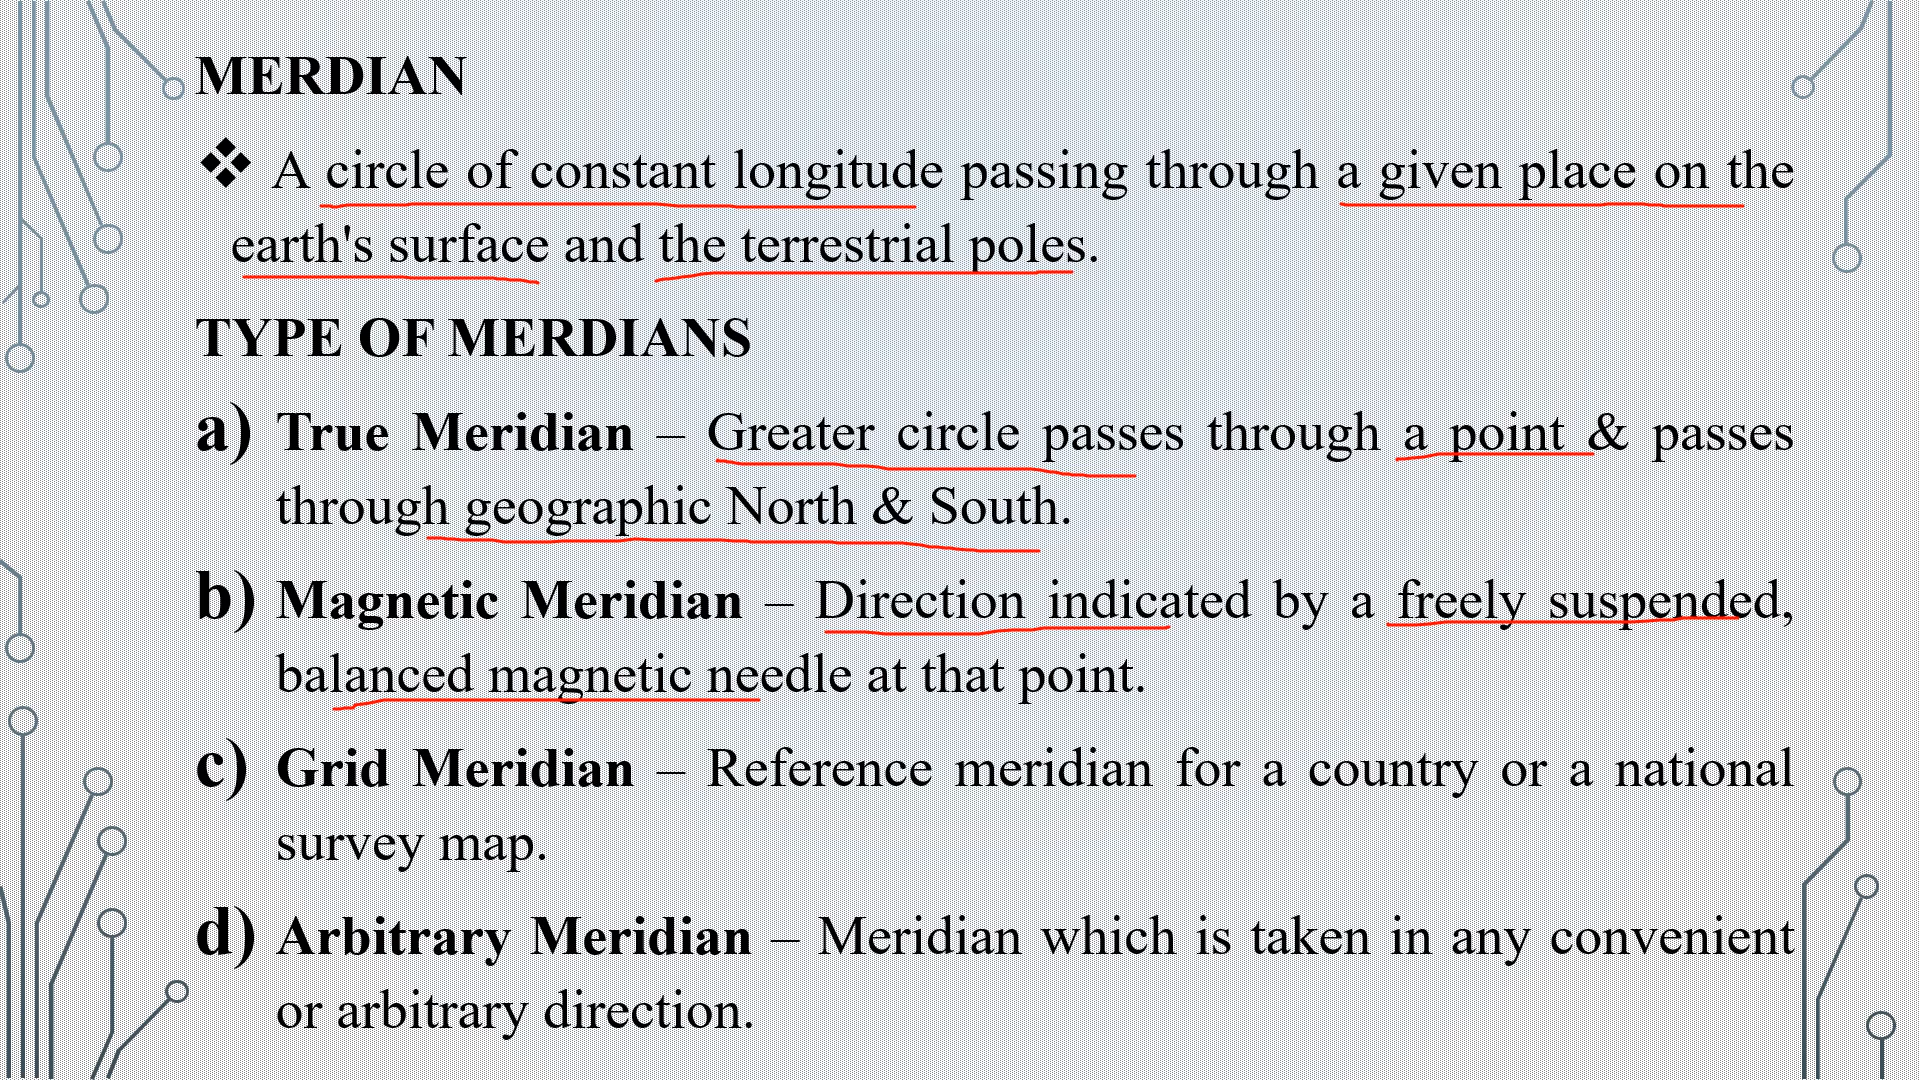 MERDIAN
❖ A circle of constant longitude passing through a given place on the
earth's surface and the terrestrial poles.
TYPE OF MERDIANS
a) True Meridian – Greater circle passes through a point & passes
through geographic North & South.
b) Magnetic Meridian – Direction indicated by a freely suspended,
balanced magnetic needle at that point.
c) Grid Meridian – Reference meridian for a country or a national
survey map.
d) Arbitrary Meridian – Meridian which is taken in any convenient
or arbitrary direction.